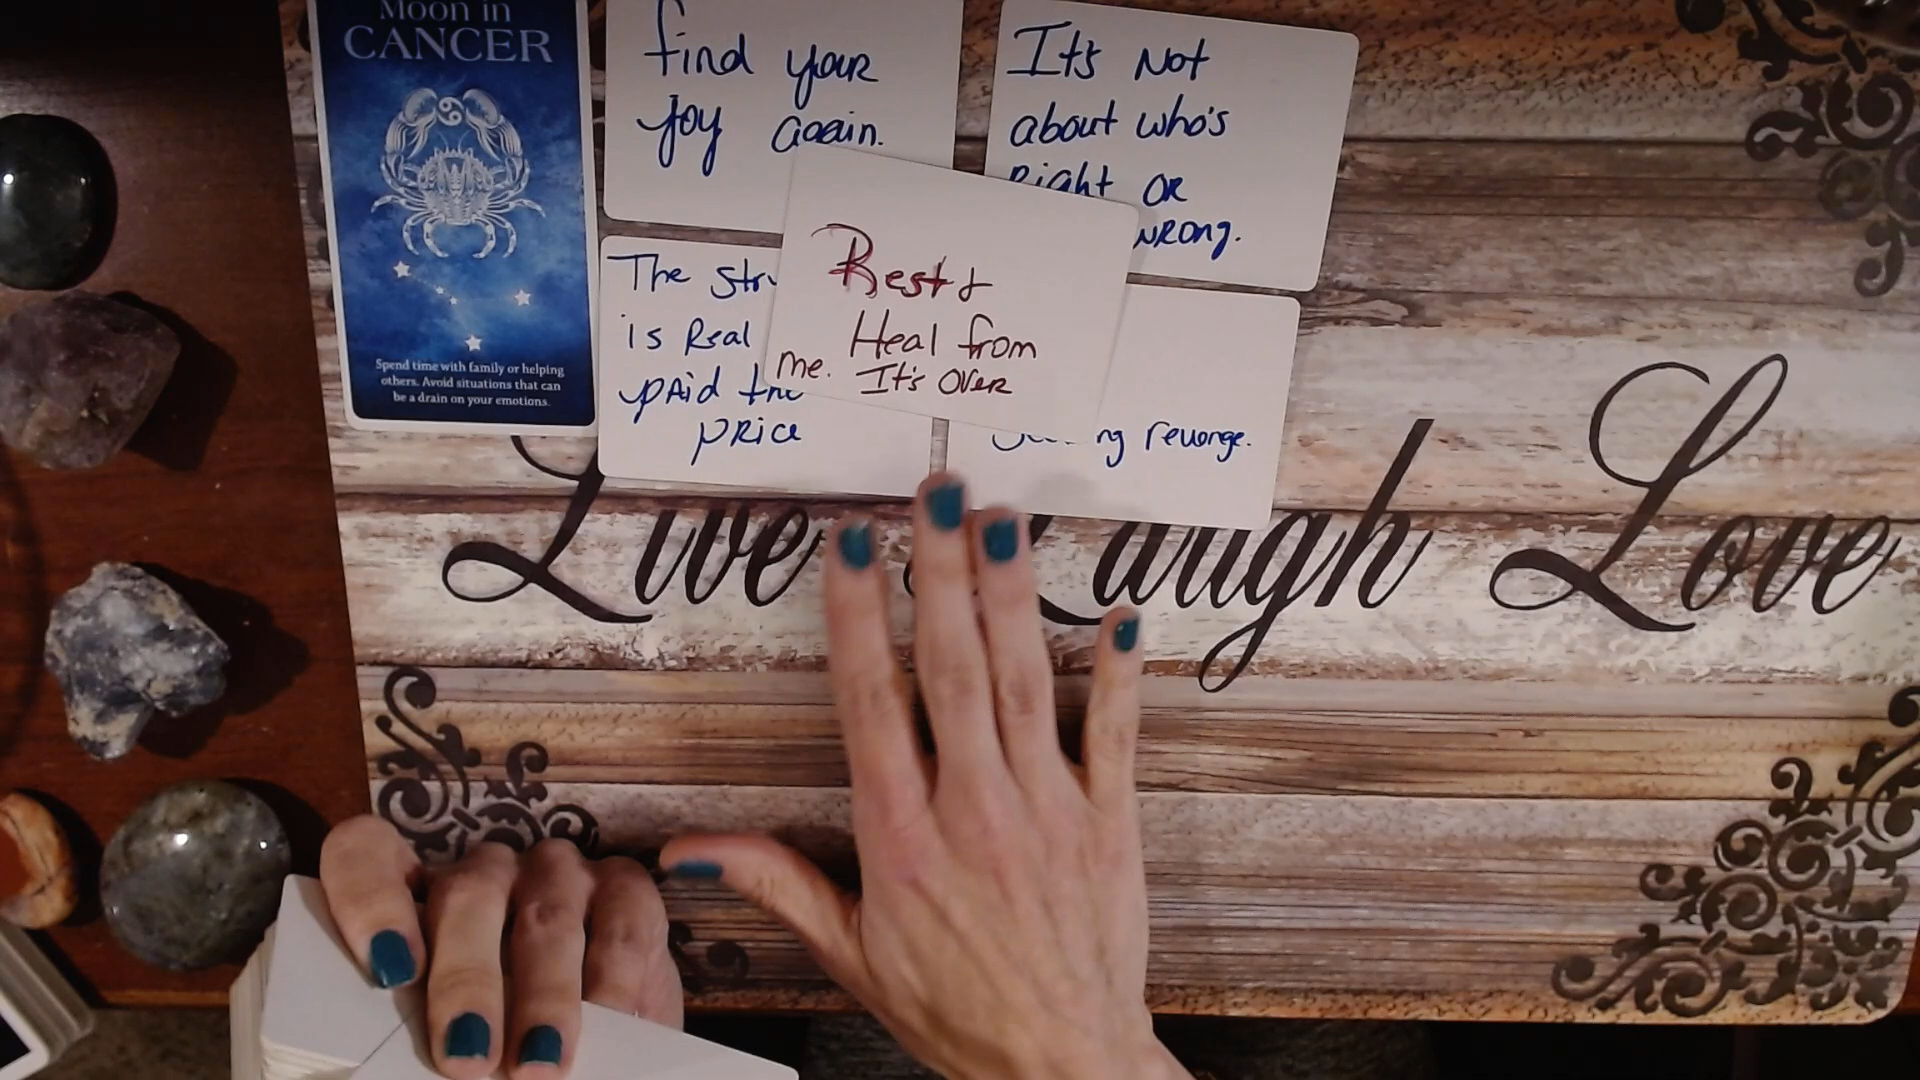 Moon in
CANCER
Spend time with family or helping
others. Avoid situations that can
be a drain on your emotions.
find your
joy again.
It's Not
about who's
Right OR
WRONG.
The
is Real
paid the
price
Rest &
Heal from
me. It's OVER
revenge.
Live Laugh Love